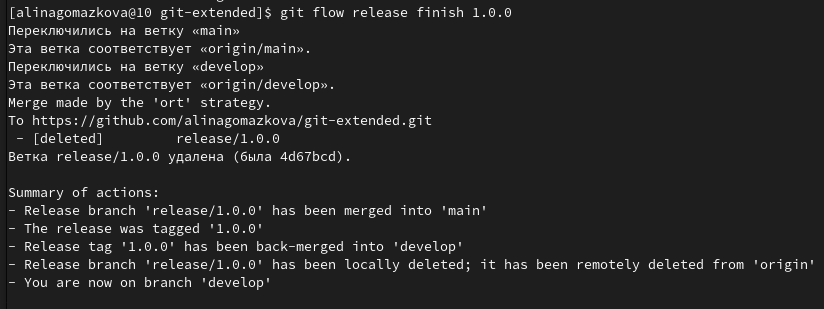 [alinagomazkova@10 git-extended]$ git flow release finish 1.0.0
Переключились на ветку «main»
Эта ветка соответствует «origin/main».
Переключились на ветку «develop»
Эта ветка соответствует «origin/develop».
Merge made by the 'ort' strategy.
To https://github.com/alinagomazkova/git-extended.git
 - [deleted]         release/1.0.0
Ветка release/1.0.0 удалена (была 4d67bcd).

Summary of actions:
- Release branch 'release/1.0.0' has been merged into 'main'
- The release was tagged '1.0.0'
- Release tag '1.0.0' has been back-merged into 'develop'
- Release branch 'release/1.0.0' has been locally deleted; it has been remotely deleted from 'origin'
- You are now on branch 'develop'